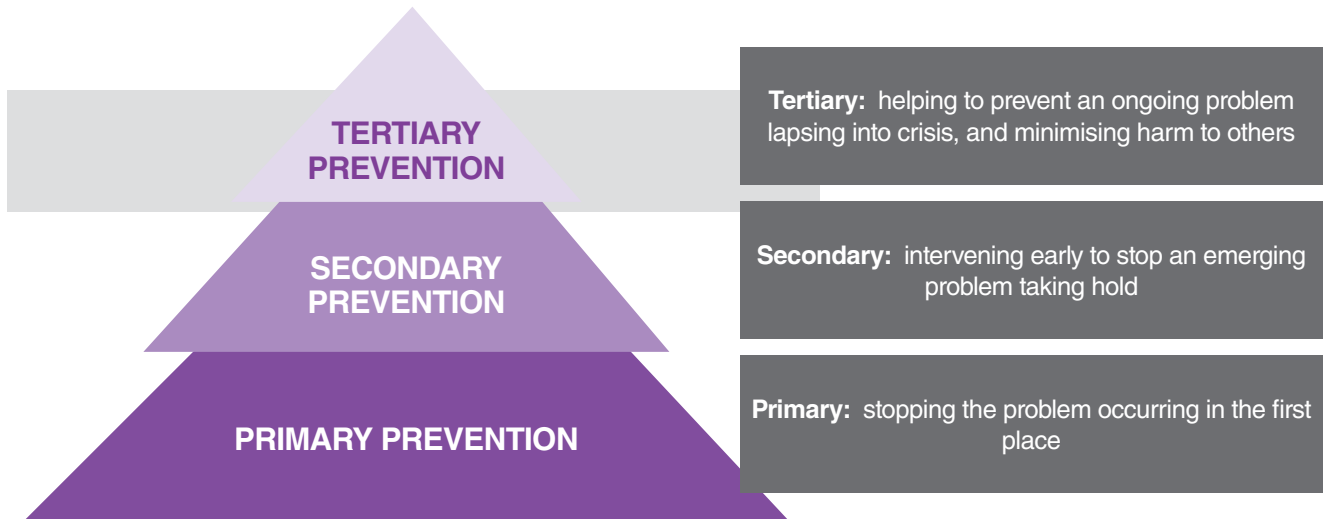 TERTIARY
PREVENTION
Tertiary: helping to prevent an ongoing problem
lapsing into crisis, and minimising harm to others
SECONDARY
PREVENTION
Secondary: intervening early to stop an emerging
problem taking hold
PRIMARY PREVENTION
Primary: stopping the problem occurring in the first
place